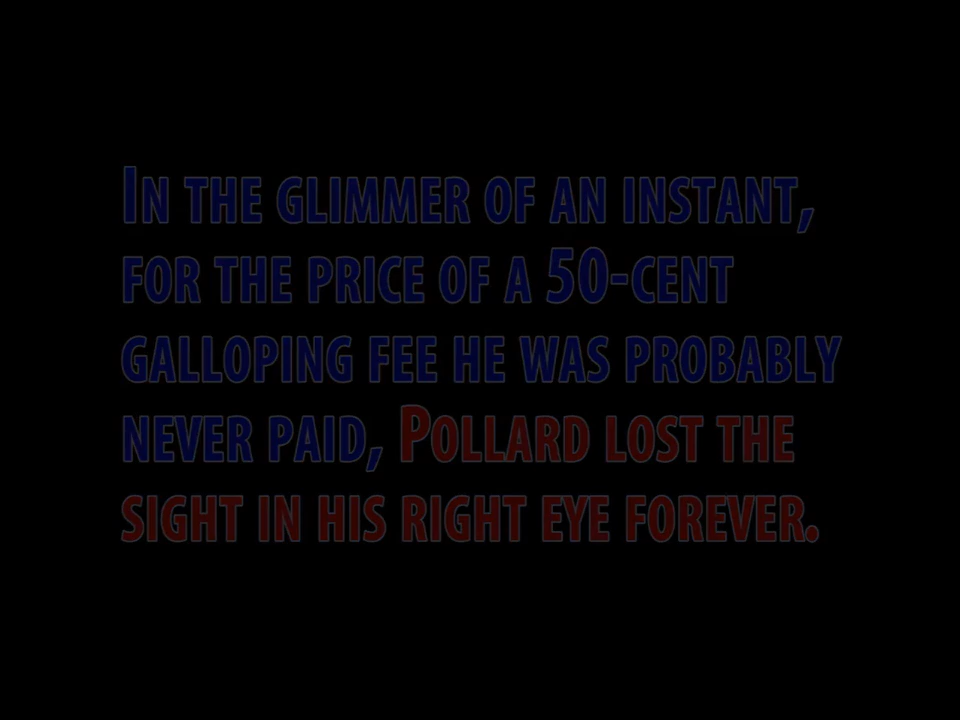 In the glimmer of an instant,
for the price of a 50-cent
galloping fee he was probably
never paid, Pollard lost the
sight in his right eye forever.